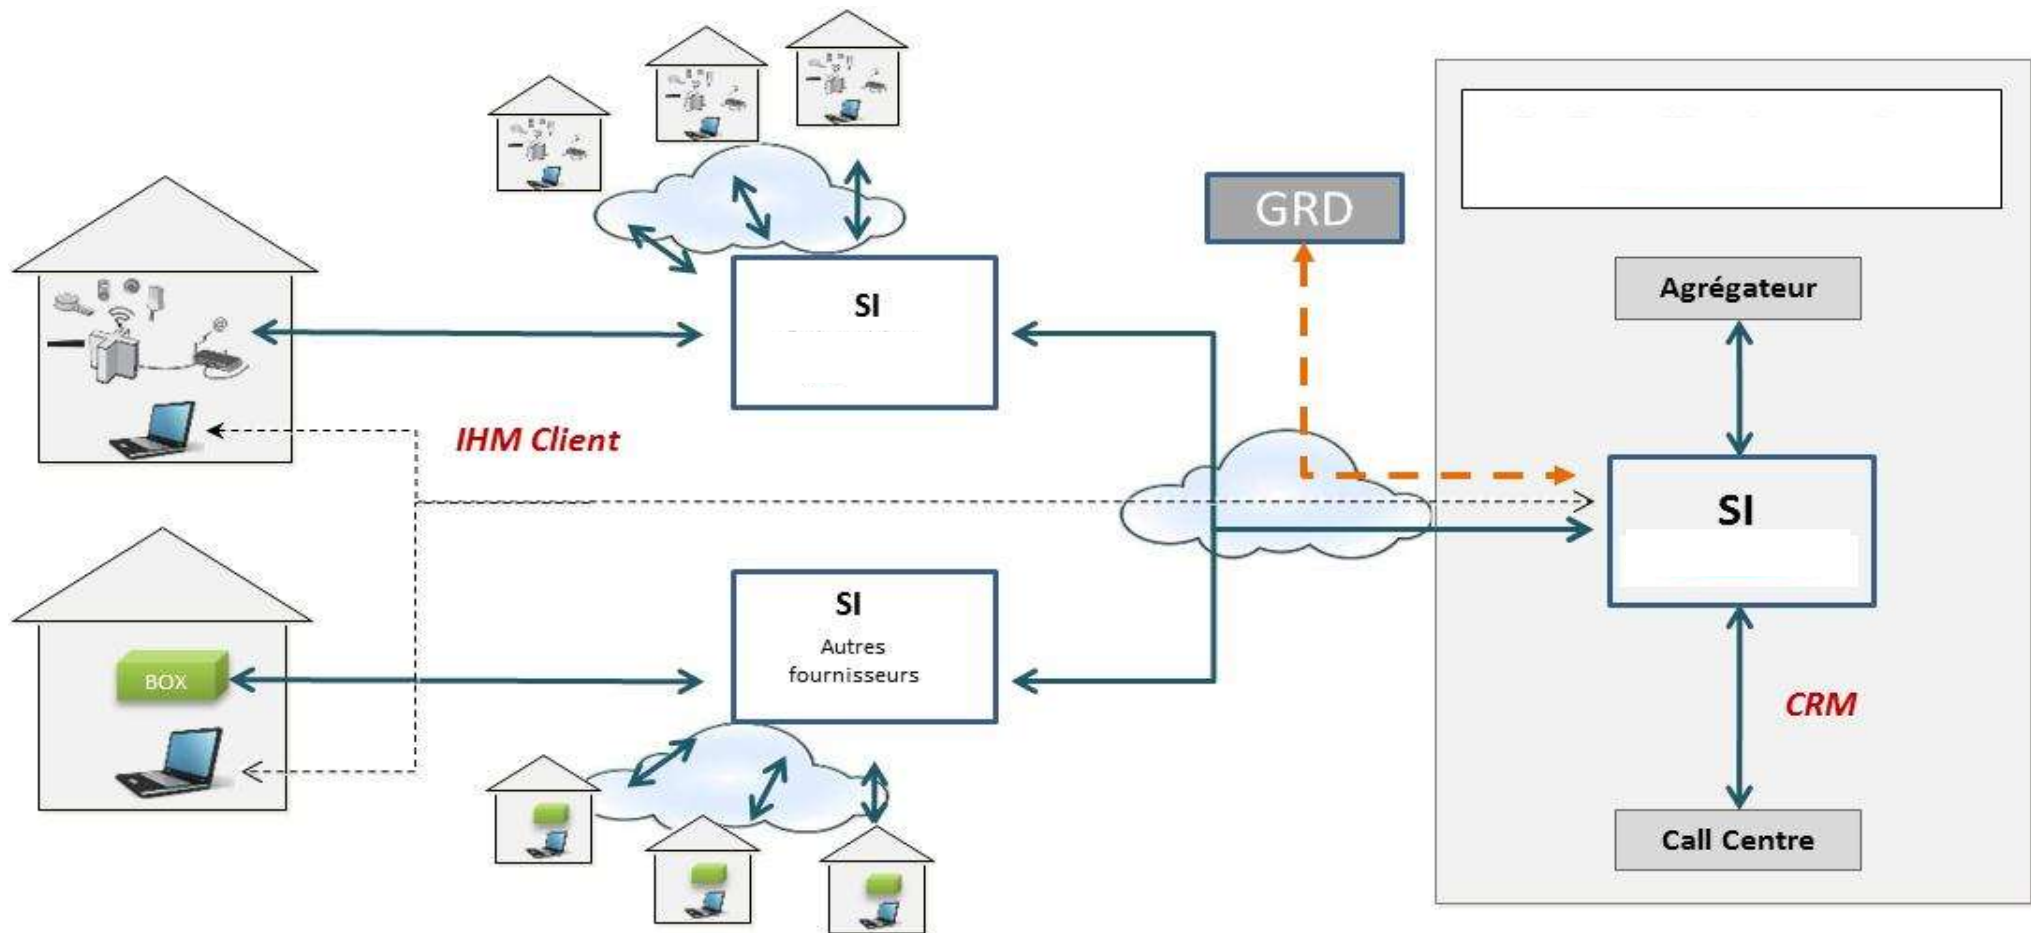 GRD
Agrégateur
SI
IHM Client
SI
SI
Autres
fournisseurs
BOX
CRM
Call Centre